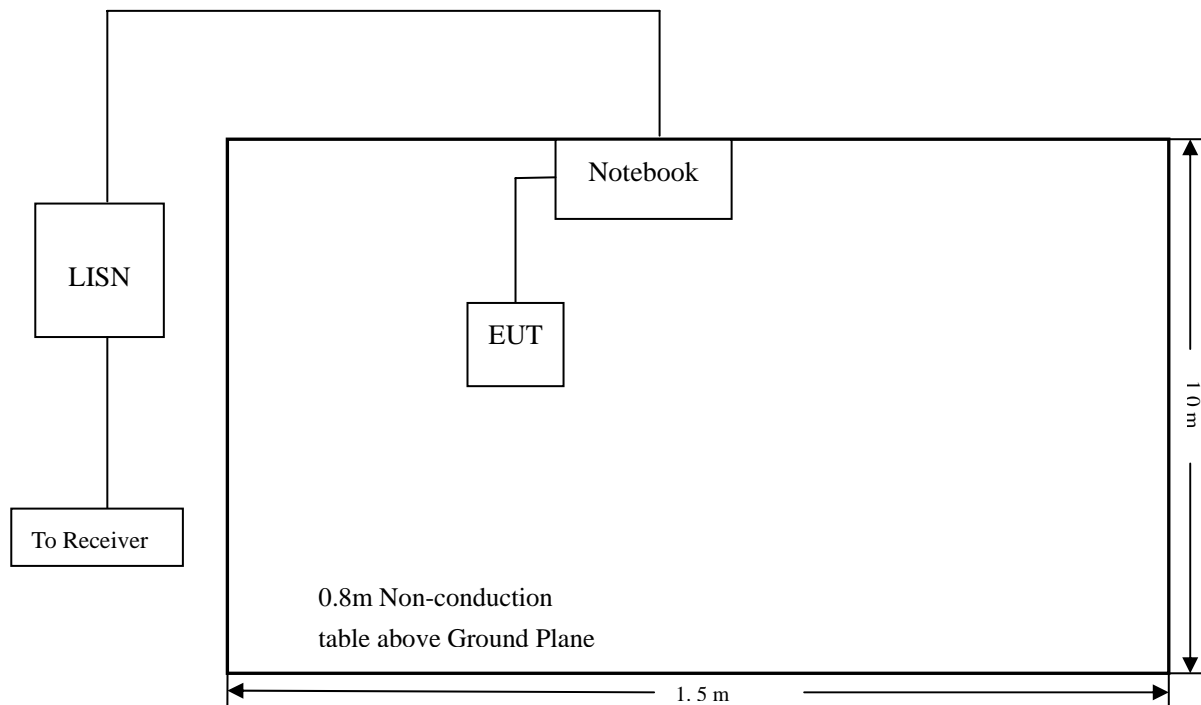 Notebook
LISN
EUT
1 0 m
To Receiver
0.8m Non-conduction
table above Ground Plane
1. 5 m